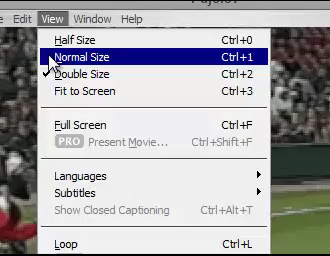 Edit View Window Help
Half Size Ctrl+0
Normal Size Ctrl+1
Double Size Ctrl+2
Fit to Screen Ctrl+3
Full Screen Ctrl+F
PRO Present Movie... Ctrl+Shift+F
Languages
Subtitles
Show Closed Captioning Ctrl+Alt+T
Loop Ctrl+L